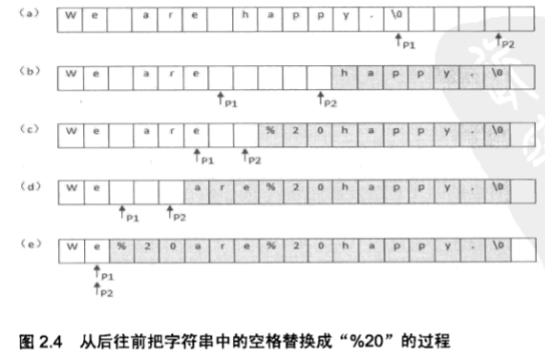 (a) W e a r e h a p p y . \0
P1 P2
(b) W e a r e h a p p y . \0
P1 P2
(c) W e a r e % 2 0 h a p p y . \0
P1 P2
(d) W e a r e % 2 0 h a p p y . \0
P1 P2
(e) W e % 2 0 a r e % 2 0 h a p p y . \0
P1
P2
图 2.4 从后往前把字符串中的空格替换成“%20”的过程